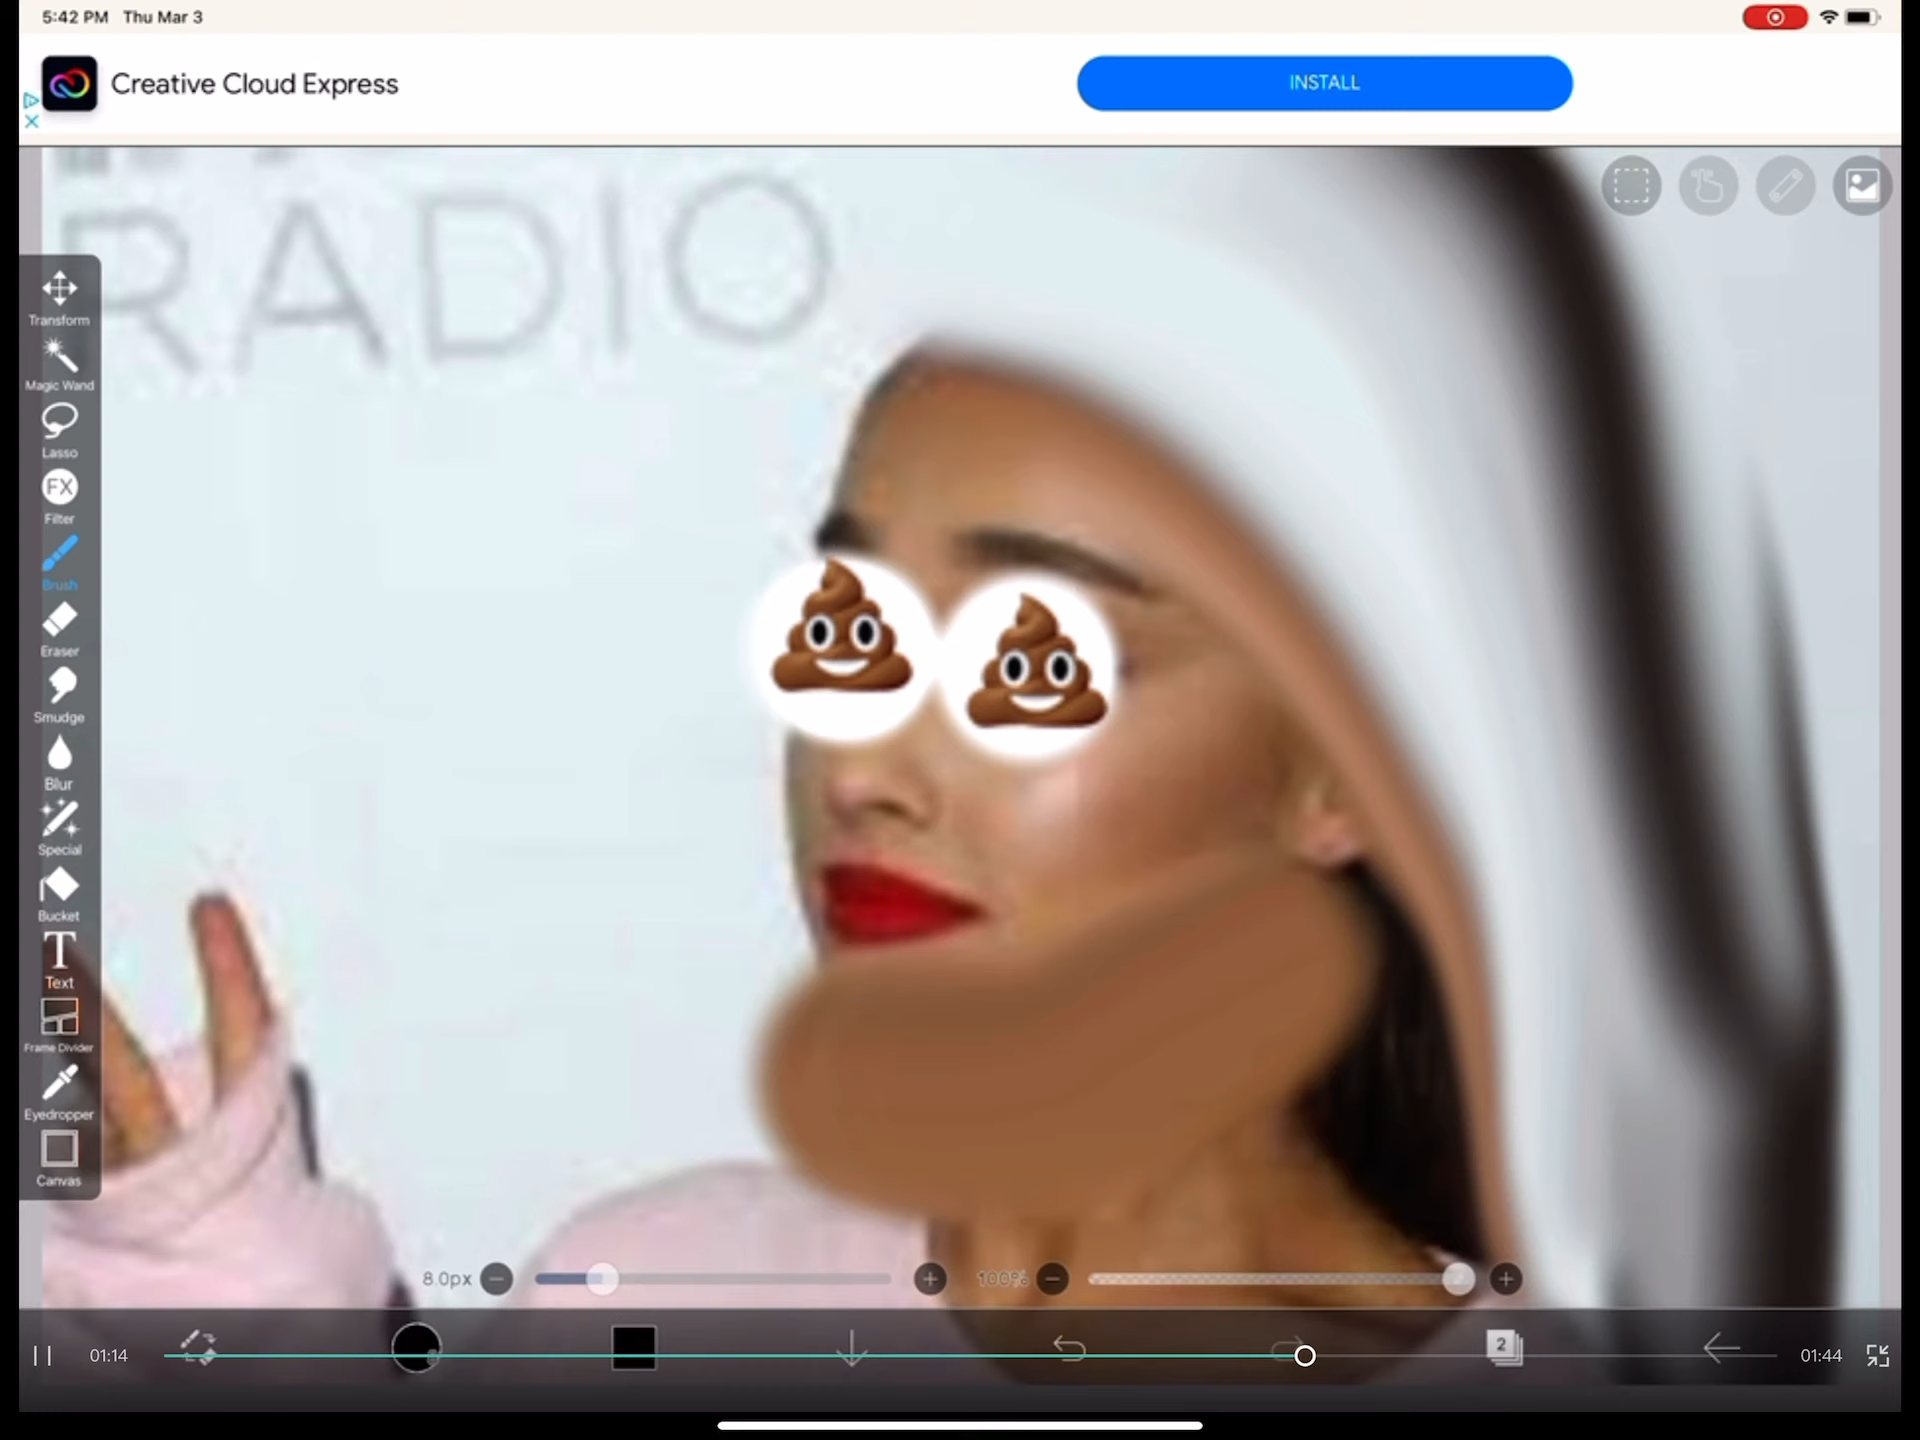 5:42 PM Thu Mar 3
Creative Cloud Express
INSTALL
RADIO
Transform
Magic Wand
Lasso
FX
Filter
Brush
Eraser
Smudge
Blur
Special
Bucket
T
Text
Frame Divider
Eyedropper
Canvas
8.0px
100%
2
01:14
01:44